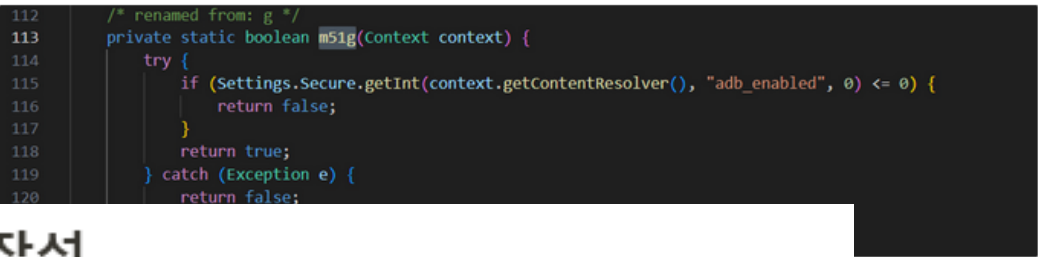 112 /* renamed from: g */
113 private static boolean m51g(Context context) {
114 try {
115 if (Settings.Secure.getInt(context.getContentResolver(), "adb_enabled", 0) <= 0) {
116 return false;
117 }
118 return true;
119 } catch (Exception e) {
120 return false;